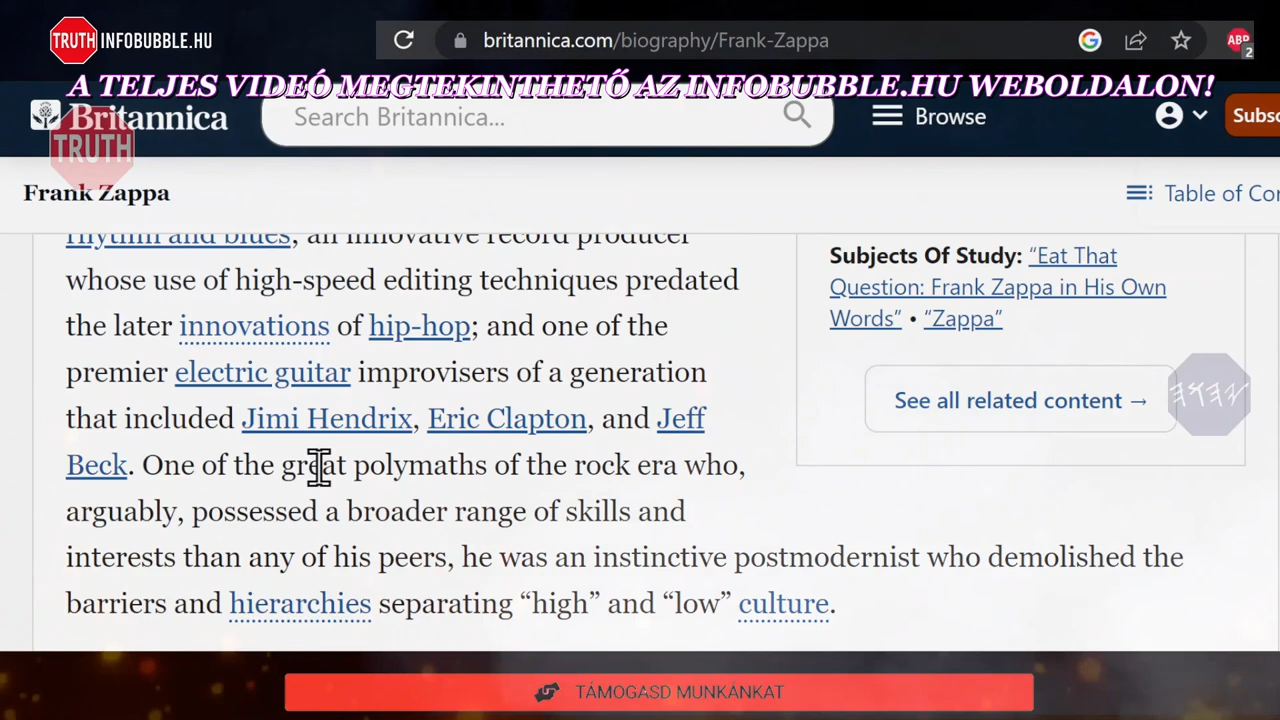 TRUTH INFOBUBBLE.HU
britannica.com/biography/Frank-Zappa
ABP
2
A TELJES VIDEÓ MEGTEKINTHETŐ AZ INFOBUBBLE.HU WEBOLDALON!
Britannica
Search Britannica...
Browse
Subsc
TRUTH
Frank Zappa
Table of Con
rhythm and blues, an innovative record producer
whose use of high-speed editing techniques predated
the later innovations of hip-hop; and one of the
premier electric guitar improvisers of a generation
that included Jimi Hendrix, Eric Clapton, and Jeff
Beck. One of the great polymaths of the rock era who,
arguably, possessed a broader range of skills and
interests than any of his peers, he was an instinctive postmodernist who demolished the
barriers and hierarchies separating “high” and “low” culture.
Subjects Of Study: “Eat That
Question: Frank Zappa in His Own
Words” • “Zappa”
See all related content →
𐤉𐤄𐤅𐤄
TÁMOGASD MUNKÁNKAT